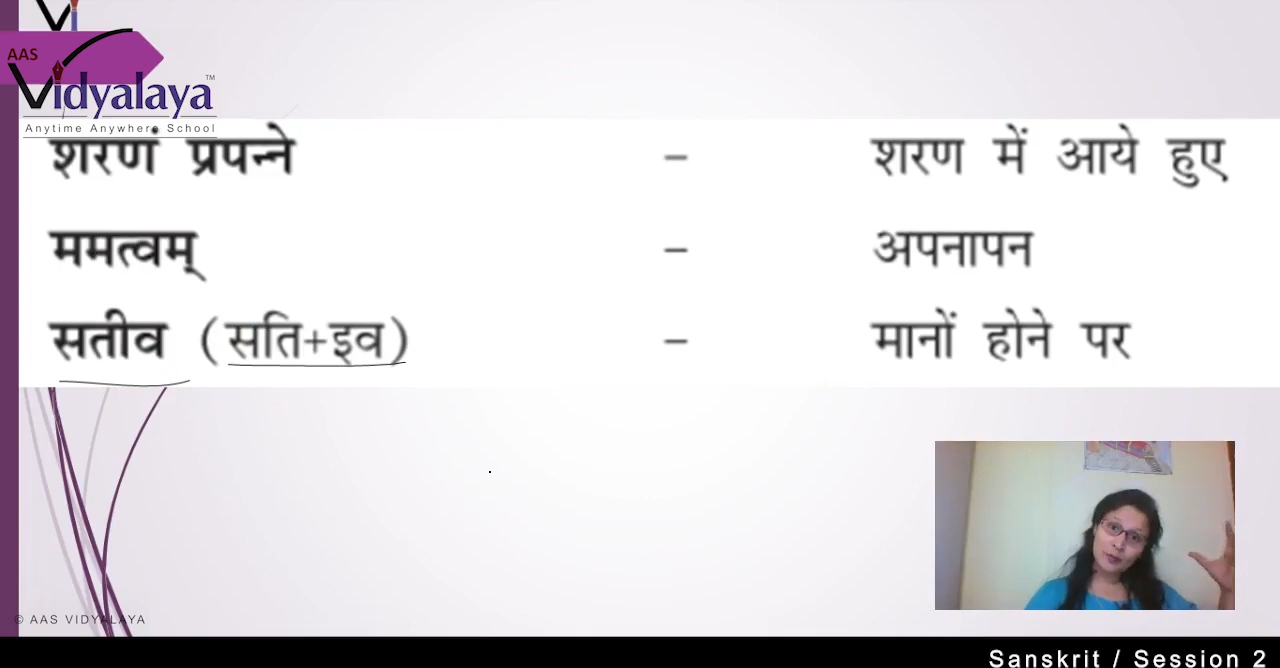 AAS
Vidyalaya™
Anytime Anywhere School
शरणं प्रपन्ने - शरण में आये हुए
ममत्वम् - अपनापन
सतीव (सति+इव) - मानों होने पर
© AAS VIDYALAYA
Sanskrit / Session 2